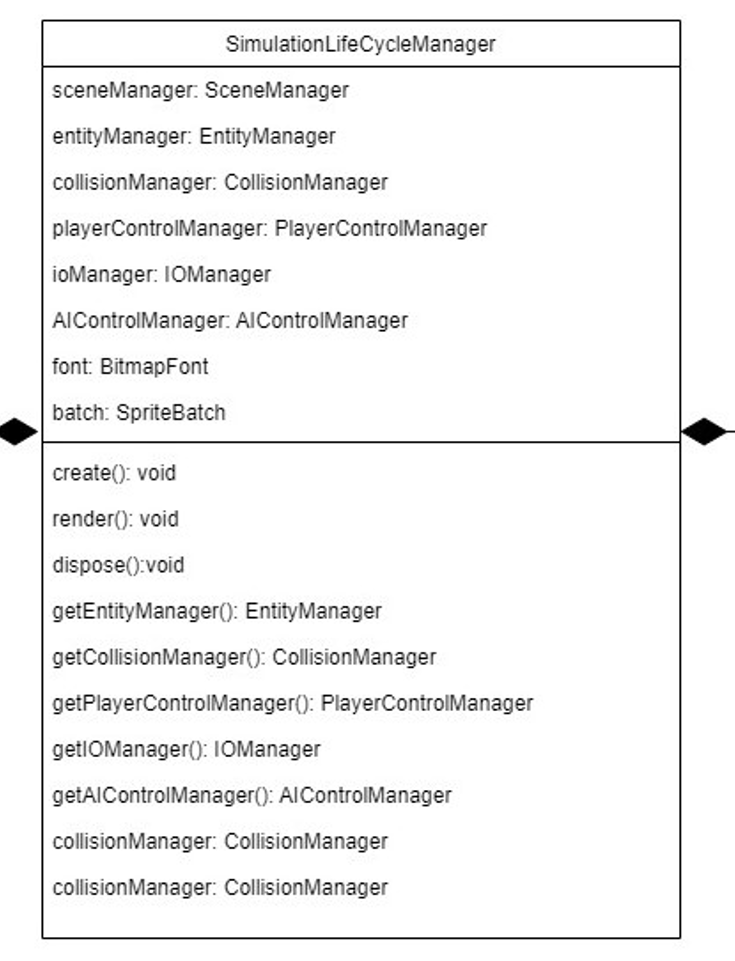 SimulationLifeCycleManager
sceneManager: SceneManager
entityManager: EntityManager
collisionManager: CollisionManager
playerControlManager: PlayerControlManager
ioManager: IOManager
AIControlManager: AIControlManager
font: BitmapFont
batch: SpriteBatch
create(): void
render(): void
dispose():void
getEntityManager(): EntityManager
getCollisionManager(): CollisionManager
getPlayerControlManager(): PlayerControlManager
getIOManager(): IOManager
getAIControlManager(): AIControlManager
collisionManager: CollisionManager
collisionManager: CollisionManager